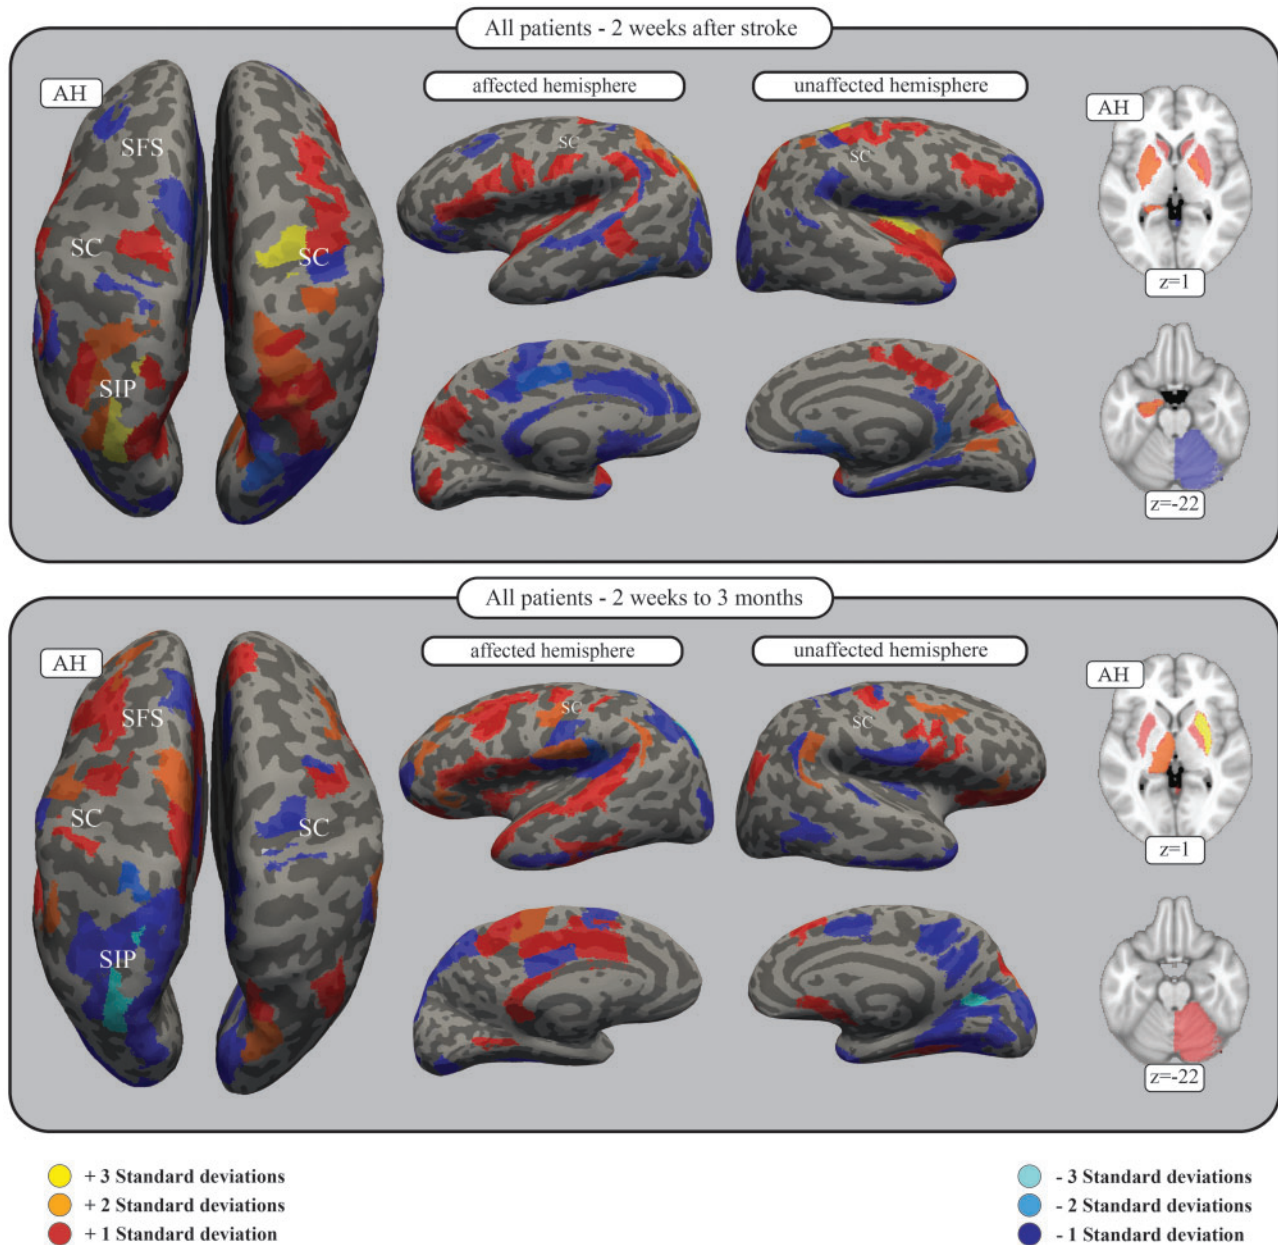 All patients - 2 weeks after stroke
AH
affected hemisphere
unaffected hemisphere
AH
SFS
SC
SC
SC
SC
SIP
z=1
z=-22
All patients - 2 weeks to 3 months
AH
affected hemisphere
unaffected hemisphere
AH
SFS
SC
SC
SC
SC
SIP
z=1
z=-22
+ 3 Standard deviations
- 3 Standard deviations
+ 2 Standard deviations
- 2 Standard deviations
+ 1 Standard deviation
- 1 Standard deviation